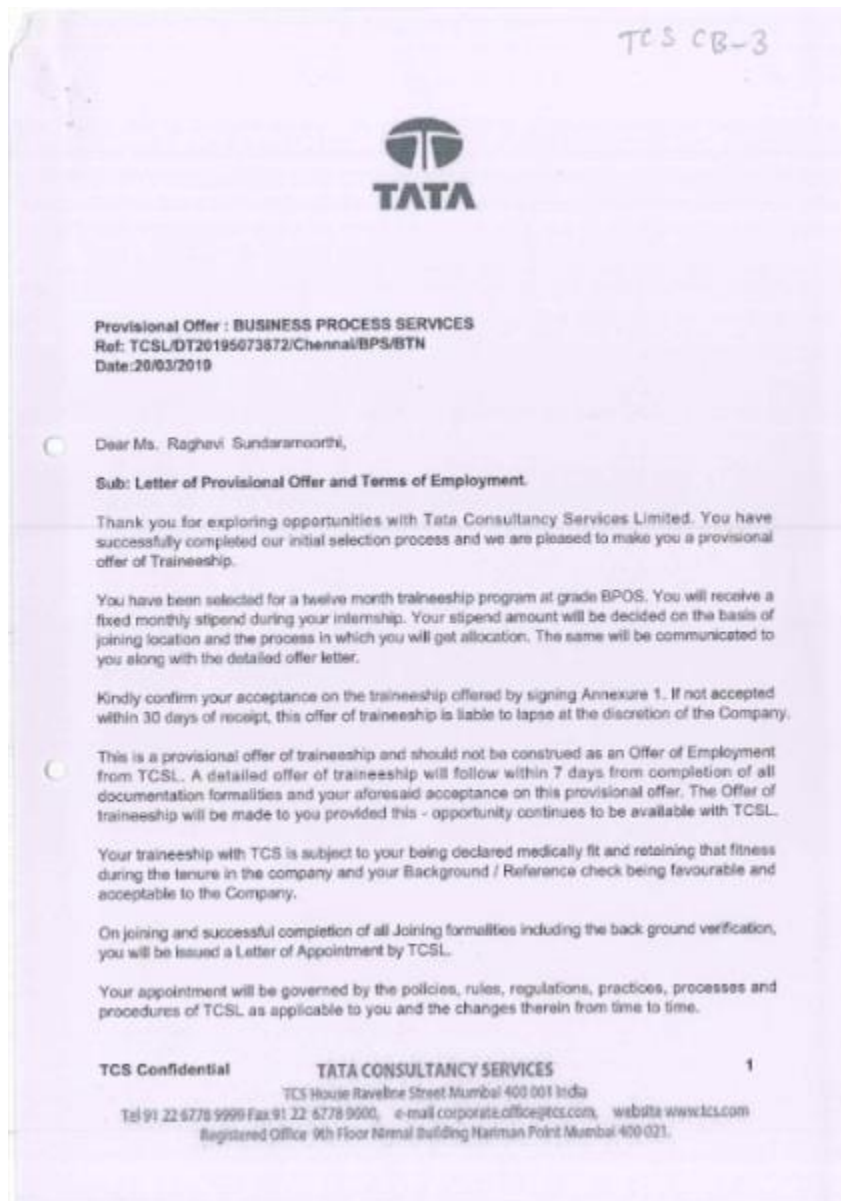 TCS CB-3
TATA
Provisional Offer : BUSINESS PROCESS SERVICES
Ref: TCSL/DT20195073872/Chennai/BPS/BTN
Date:20/03/2019
Dear Ms. Raghavi Sundaramoorthi,
Sub: Letter of Provisional Offer and Terms of Employment.
Thank you for exploring opportunities with Tata Consultancy Services Limited. You have
successfully completed our initial selection process and we are pleased to make you a provisional
offer of Traineeship.
You have been selected for a twelve month traineeship program at grade BPOS. You will receive a
fixed monthly stipend during your internship. Your stipend amount will be decided on the basis of
joining location and the process in which you will get allocation. The same will be communicated to
you along with the detailed offer letter.
Kindly confirm your acceptance on the traineeship offered by signing Annexure 1. If not accepted
within 30 days of receipt, this offer of traineeship is liable to lapse at the discretion of the Company.
This is a provisional offer of traineeship and should not be construed as an Offer of Employment
from TCSL. A detailed offer of traineeship will follow within 7 days from completion of all
documentation formalities and your aforesaid acceptance on this provisional offer. The Offer of
traineeship will be made to you provided this - opportunity continues to be available with TCSL.
Your traineeship with TCS is subject to your being declared medically fit and retaining that fitness
during the tenure in the company and your Background / Reference check being favourable and
acceptable to the Company.
On joining and successful completion of all Joining formalities including the back ground verification,
you will be issued a Letter of Appointment by TCSL.
Your appointment will be governed by the policies, rules, regulations, practices, processes and
procedures of TCSL as applicable to you and the changes therein from time to time.
TCS Confidential TATA CONSULTANCY SERVICES 1
TCS House Raveline Street Mumbai 400 001 India
Tel 91 22 6778 9999 Fax 91 22 6778 9000, e-mail corporate.office@tcs.com, website www.tcs.com
Registered Office 9th Floor Nirmal Building Nariman Point Mumbai 400 021.